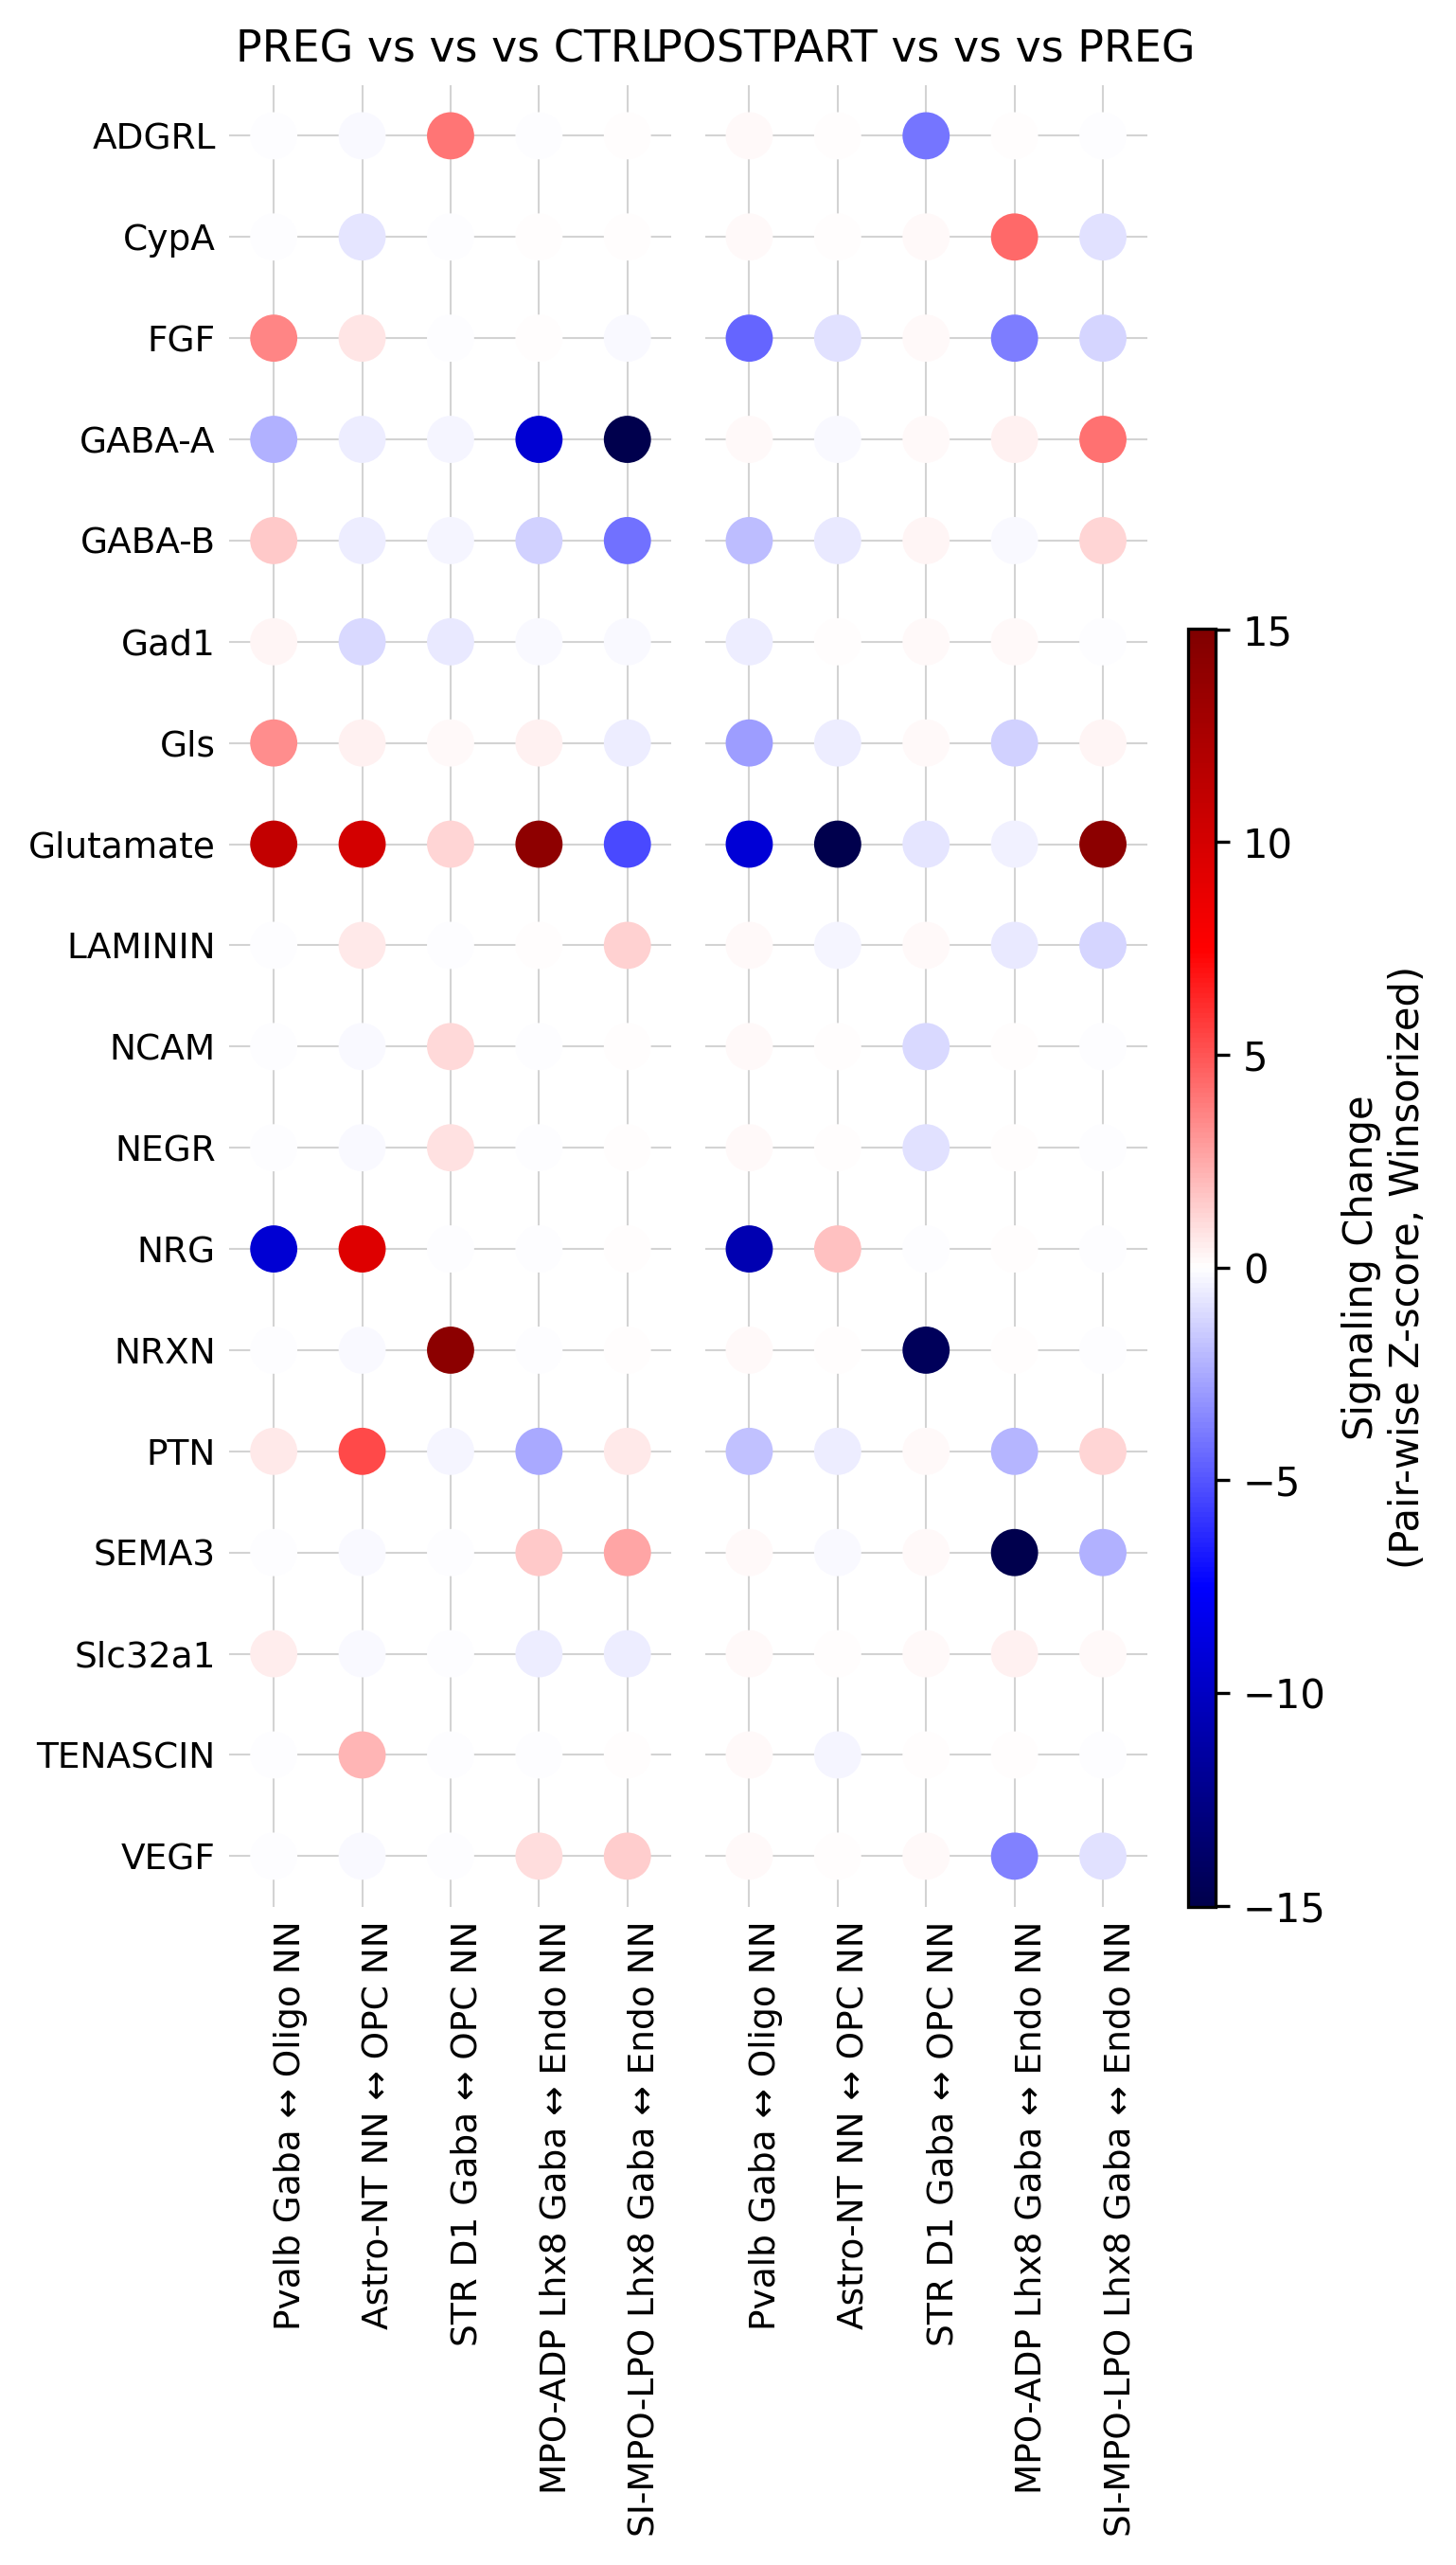 PREG vs vs vs CTRL
POSTPART vs vs vs PREG
ADGRL
CypA
FGF
GABA-A
GABA-B
Gad1
Gls
Glutamate
LAMININ
NCAM
NEGR
NRG
NRXN
PTN
SEMA3
Slc32a1
TENASCIN
VEGF
Pvalb Gaba ↔ Oligo NN
Astro-NT NN ↔ OPC NN
STR D1 Gaba ↔ OPC NN
MPO-ADP Lhx8 Gaba ↔ Endo NN
SI-MPO-LPO Lhx8 Gaba ↔ Endo NN
Pvalb Gaba ↔ Oligo NN
Astro-NT NN ↔ OPC NN
STR D1 Gaba ↔ OPC NN
MPO-ADP Lhx8 Gaba ↔ Endo NN
SI-MPO-LPO Lhx8 Gaba ↔ Endo NN
15
10
5
0
−5
−10
−15
Signaling Change
(Pair-wise Z-score, Winsorized)